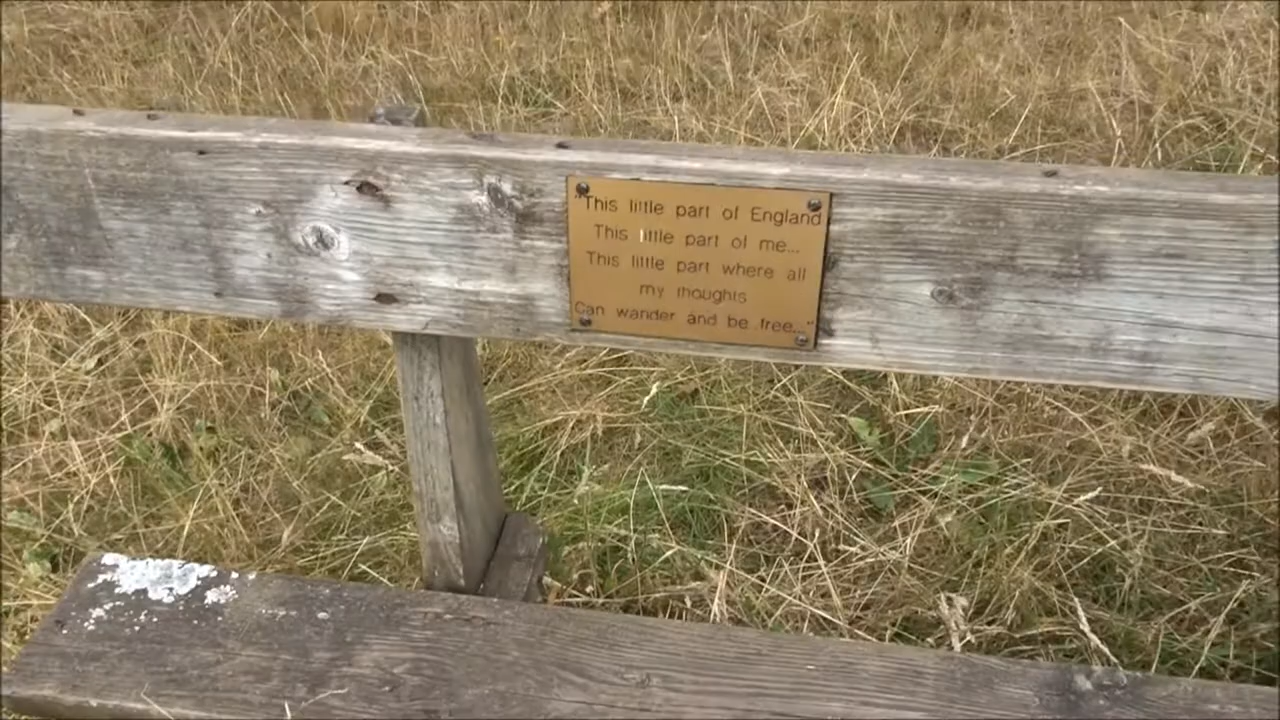 "This little part of England
This little part of me...
This little part where all
my thoughts
Can wander and be free..."